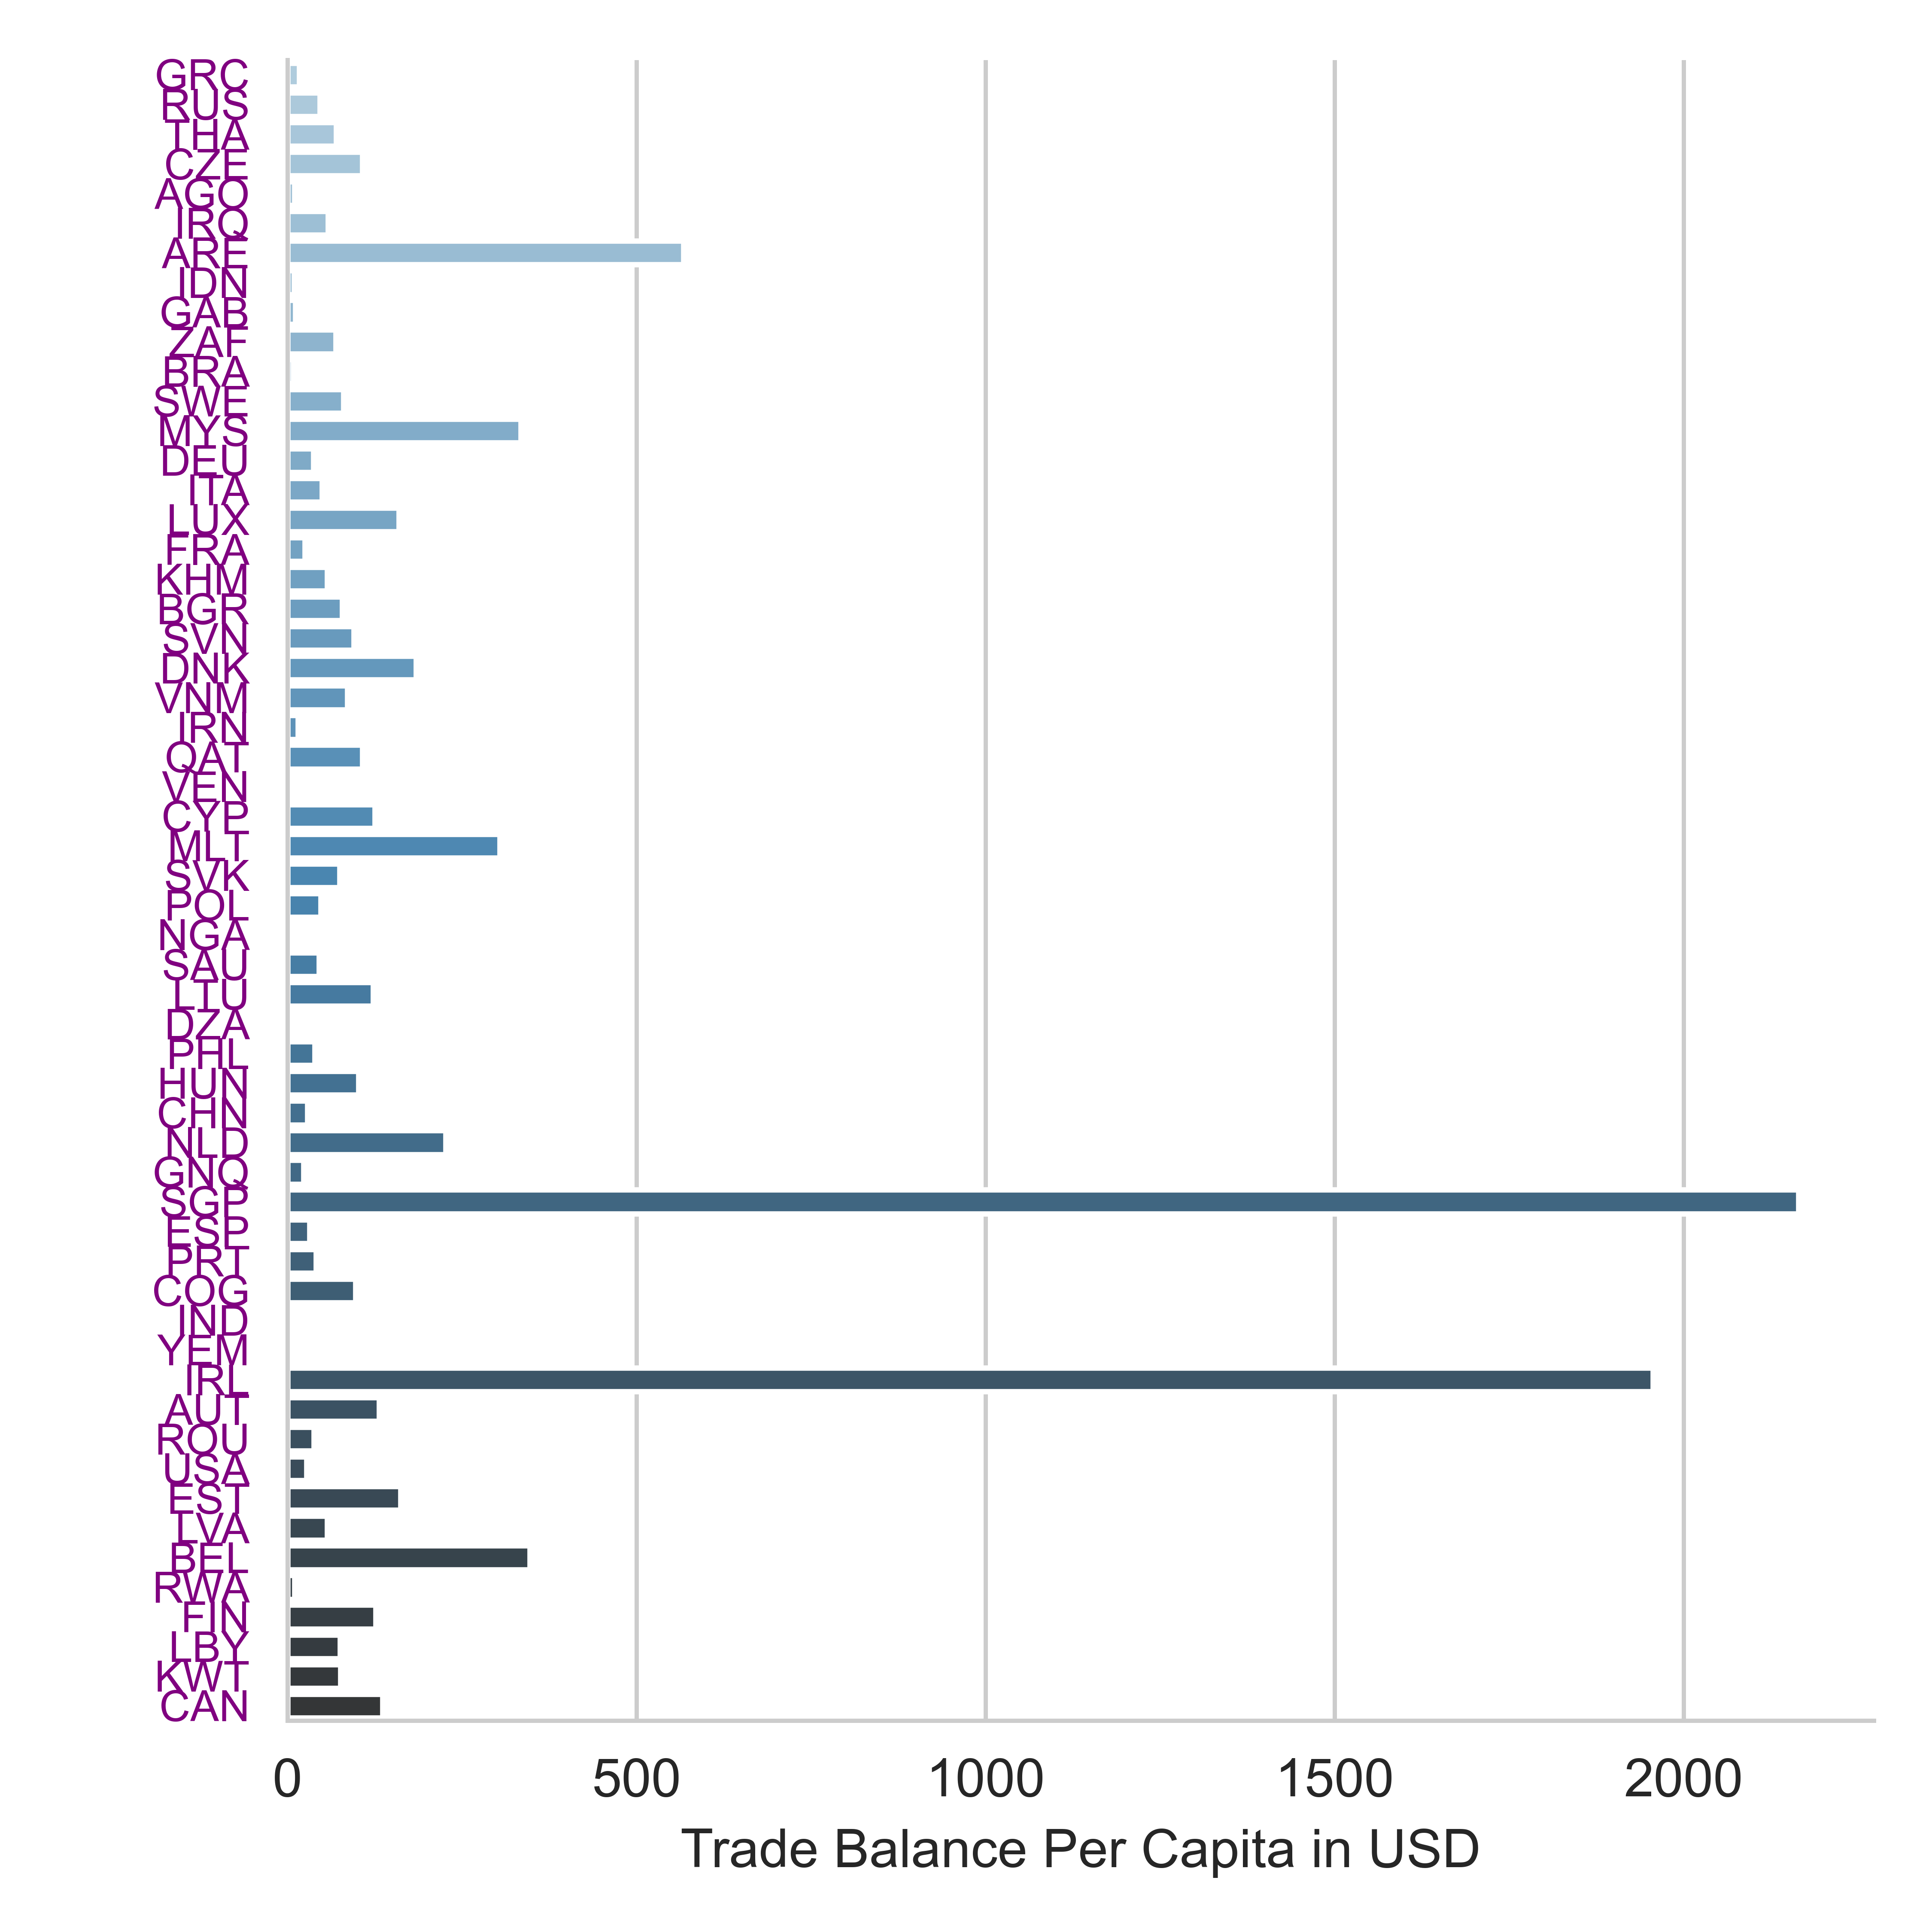 GRC
RUS
THA
CZE
AGO
IRQ
ARE
IDN
GAB
ZAF
BRA
SWE
MYS
DEU
ITA
LUX
FRA
KHM
BGR
SVN
DNK
VNM
IRN
QAT
VEN
CYP
MLT
SVK
POL
NGA
SAU
LTU
DZA
PHL
HUN
CHN
NLD
GNQ
SGP
ESP
PRT
COG
IND
YEM
IRL
AUT
ROU
USA
EST
LVA
BEL
RWA
FIN
LBY
KWT
CAN
0 500 1000 1500 2000
Trade Balance Per Capita in USD